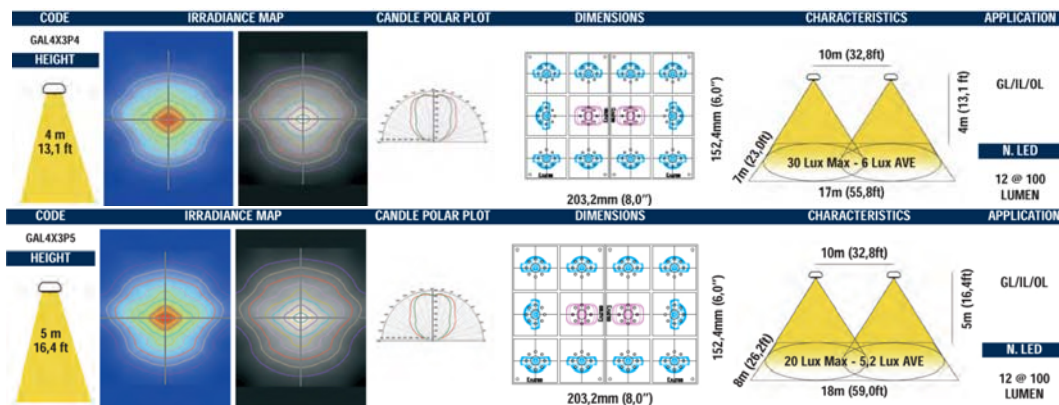 CODE IRRADIANCE MAP CANDLE POLAR PLOT DIMENSIONS CHARACTERISTICS APPLICATION
GAL4X3P4
HEIGHT
4 m
13,1 ft
152,4mm (6,0")
203,2mm (8,0")
10m (32,8ft)
4m (13,1 ft)
7m (23,0ft)
30 Lux Max - 6 Lux AVE
17m (55,8ft)
GL/IL/OL
N. LED
12 @ 100
LUMEN
CODE IRRADIANCE MAP CANDLE POLAR PLOT DIMENSIONS CHARACTERISTICS APPLICATION
GAL4X3P5
HEIGHT
5 m
16,4 ft
152,4mm (6,0")
203,2mm (8,0")
10m (32,8ft)
5m (16,4ft)
8m (26,2ft)
20 Lux Max - 5,2 Lux AVE
18m (59,0ft)
GL/IL/OL
N. LED
12 @ 100
LUMEN